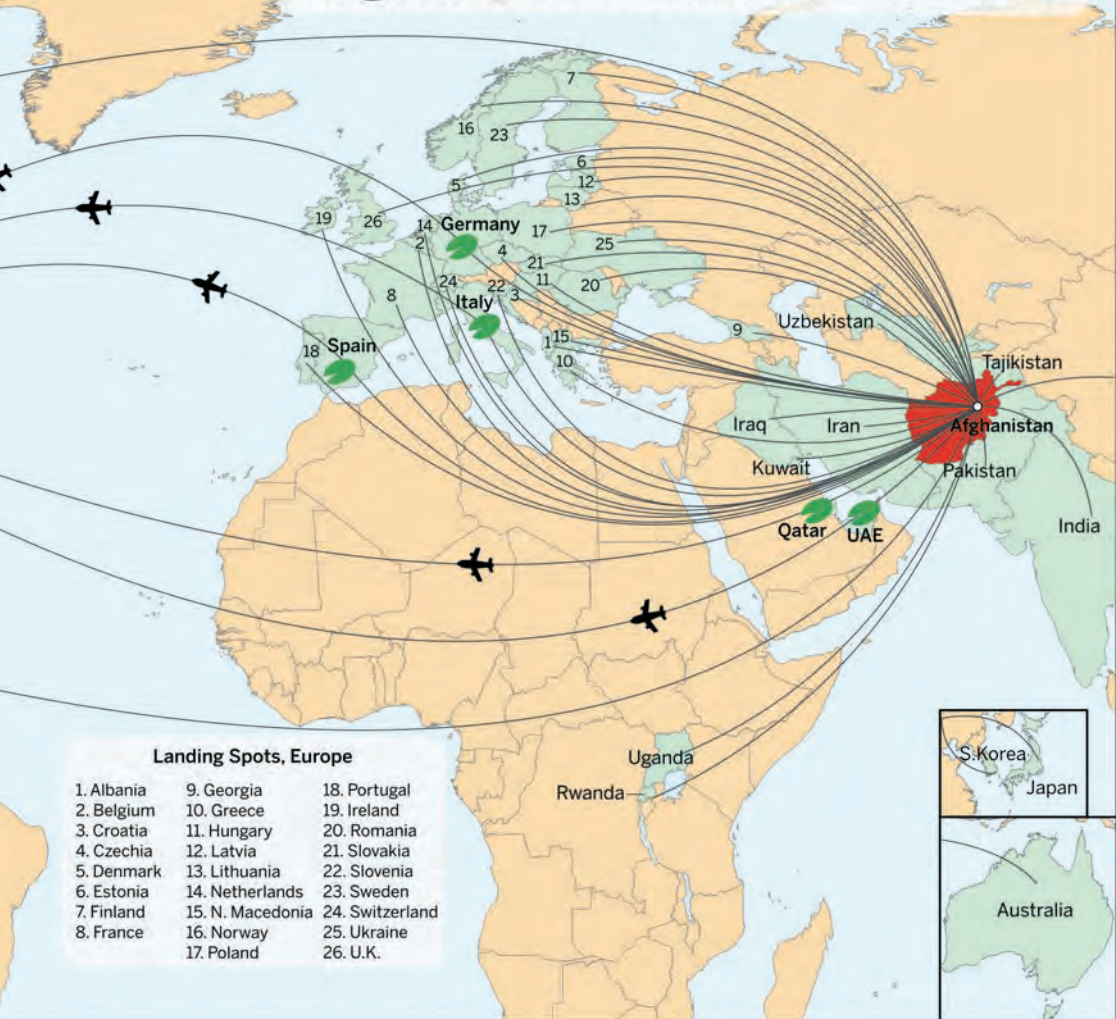 7
16
23
6
5
12
13
19
26
14
Germany
17
2
4
25
21
24
22
11
20
8
3
Italy
Uzbekistan
9
18
Spain
1
15
10
Tajikistan
Iraq
Iran
Afghanistan
Kuwait
Pakistan
Qatar
UAE
India
Uganda
Rwanda
S.Korea
Japan
Australia
Landing Spots, Europe
1. Albania
2. Belgium
3. Croatia
4. Czechia
5. Denmark
6. Estonia
7. Finland
8. France
9. Georgia
10. Greece
11. Hungary
12. Latvia
13. Lithuania
14. Netherlands
15. N. Macedonia
16. Norway
17. Poland
18. Portugal
19. Ireland
20. Romania
21. Slovakia
22. Slovenia
23. Sweden
24. Switzerland
25. Ukraine
26. U.K.